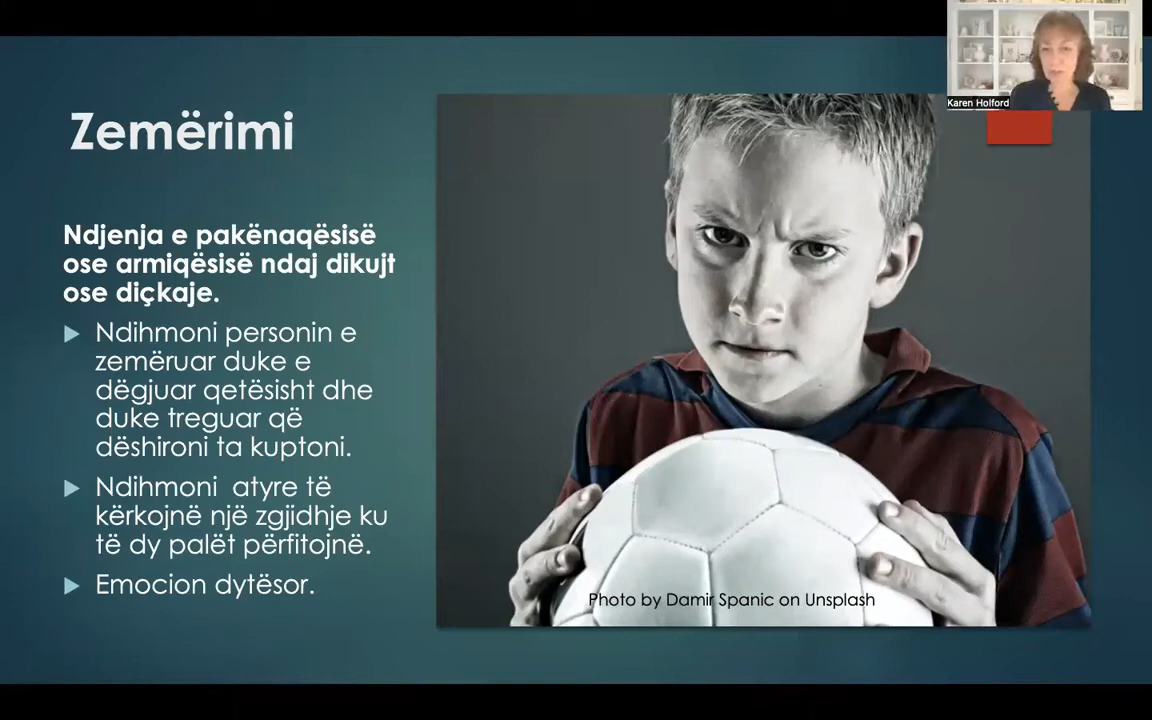 Karen Holford
Zemërimi
Ndjenja e pakënaqësisë
ose armiqësisë ndaj dikujt
ose diçkaje.
Ndihmoni personin e
zemëruar duke e
dëgjuar qetësisht dhe
duke treguar që
dëshironi ta kuptoni.
Ndihmoni  atyre të
kërkojnë një zgjidhje ku
të dy palët përfitojnë.
Emocion dytësor.
Photo by Damir Spanic on Unsplash